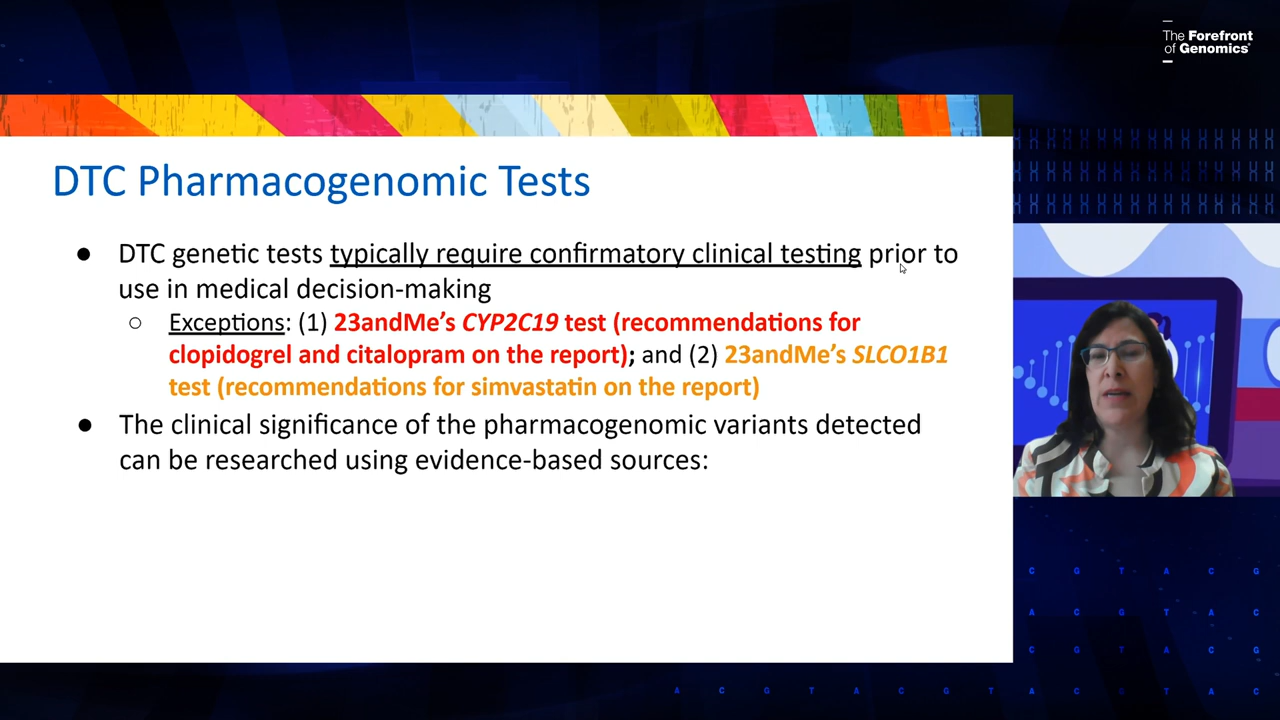 The Forefront
of Genomics®
DTC Pharmacogenomic Tests
● DTC genetic tests typically require confirmatory clinical testing prior to
use in medical decision-making
○ Exceptions: (1) 23andMe's CYP2C19 test (recommendations for
clopidogrel and citalopram on the report); and (2) 23andMe's SLCO1B1
test (recommendations for simvastatin on the report)
● The clinical significance of the pharmacogenomic variants detected
can be researched using evidence-based sources:
C G T A C G
A C G T A C
C G T A C G
A C G T A C G T A C G T A C